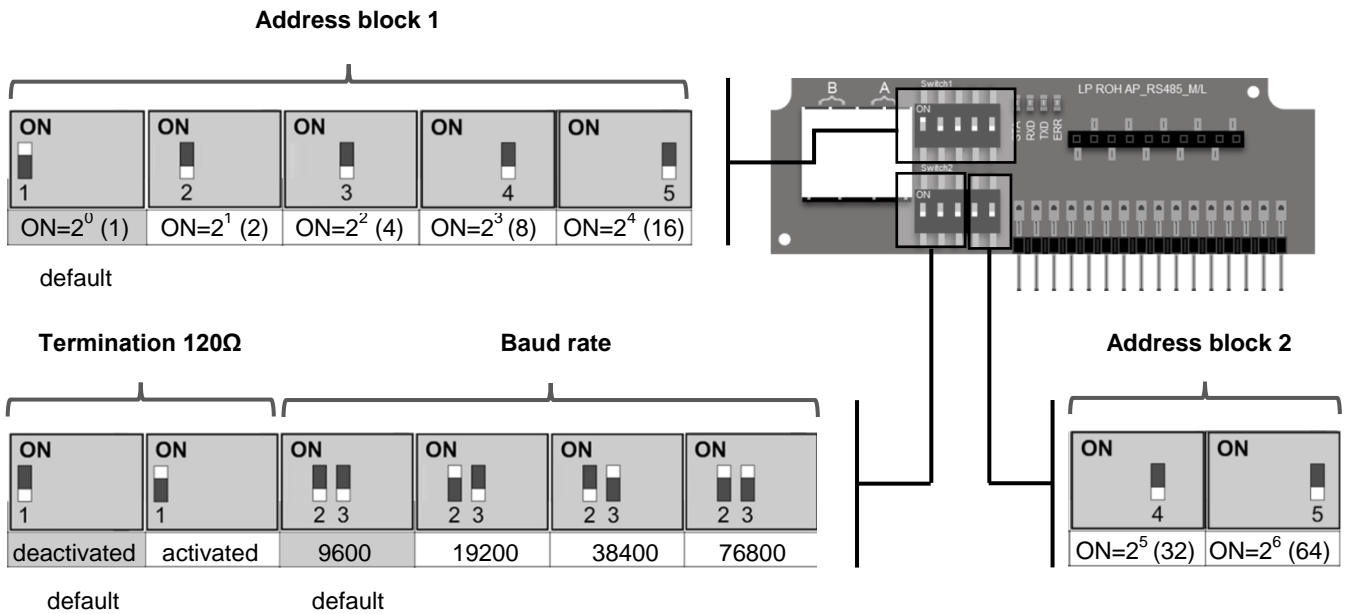 Address block 1
ON ON ON ON ON
1 2 3 4 5
ON=2⁰ (1) ON=2¹ (2) ON=2² (4) ON=2³ (8) ON=2⁴ (16)
default
B A
Switch1
ON
STA
RXD
TXD
ERR
LP ROH AP_RS485_M/L
Switch2
ON
Termination 120Ω
Baud rate
ON ON ON ON ON ON
1 1 2 3 2 3 2 3 2 3
deactivated activated 9600 19200 38400 76800
default default
Address block 2
ON ON
4 5
ON=2⁵ (32) ON=2⁶ (64)